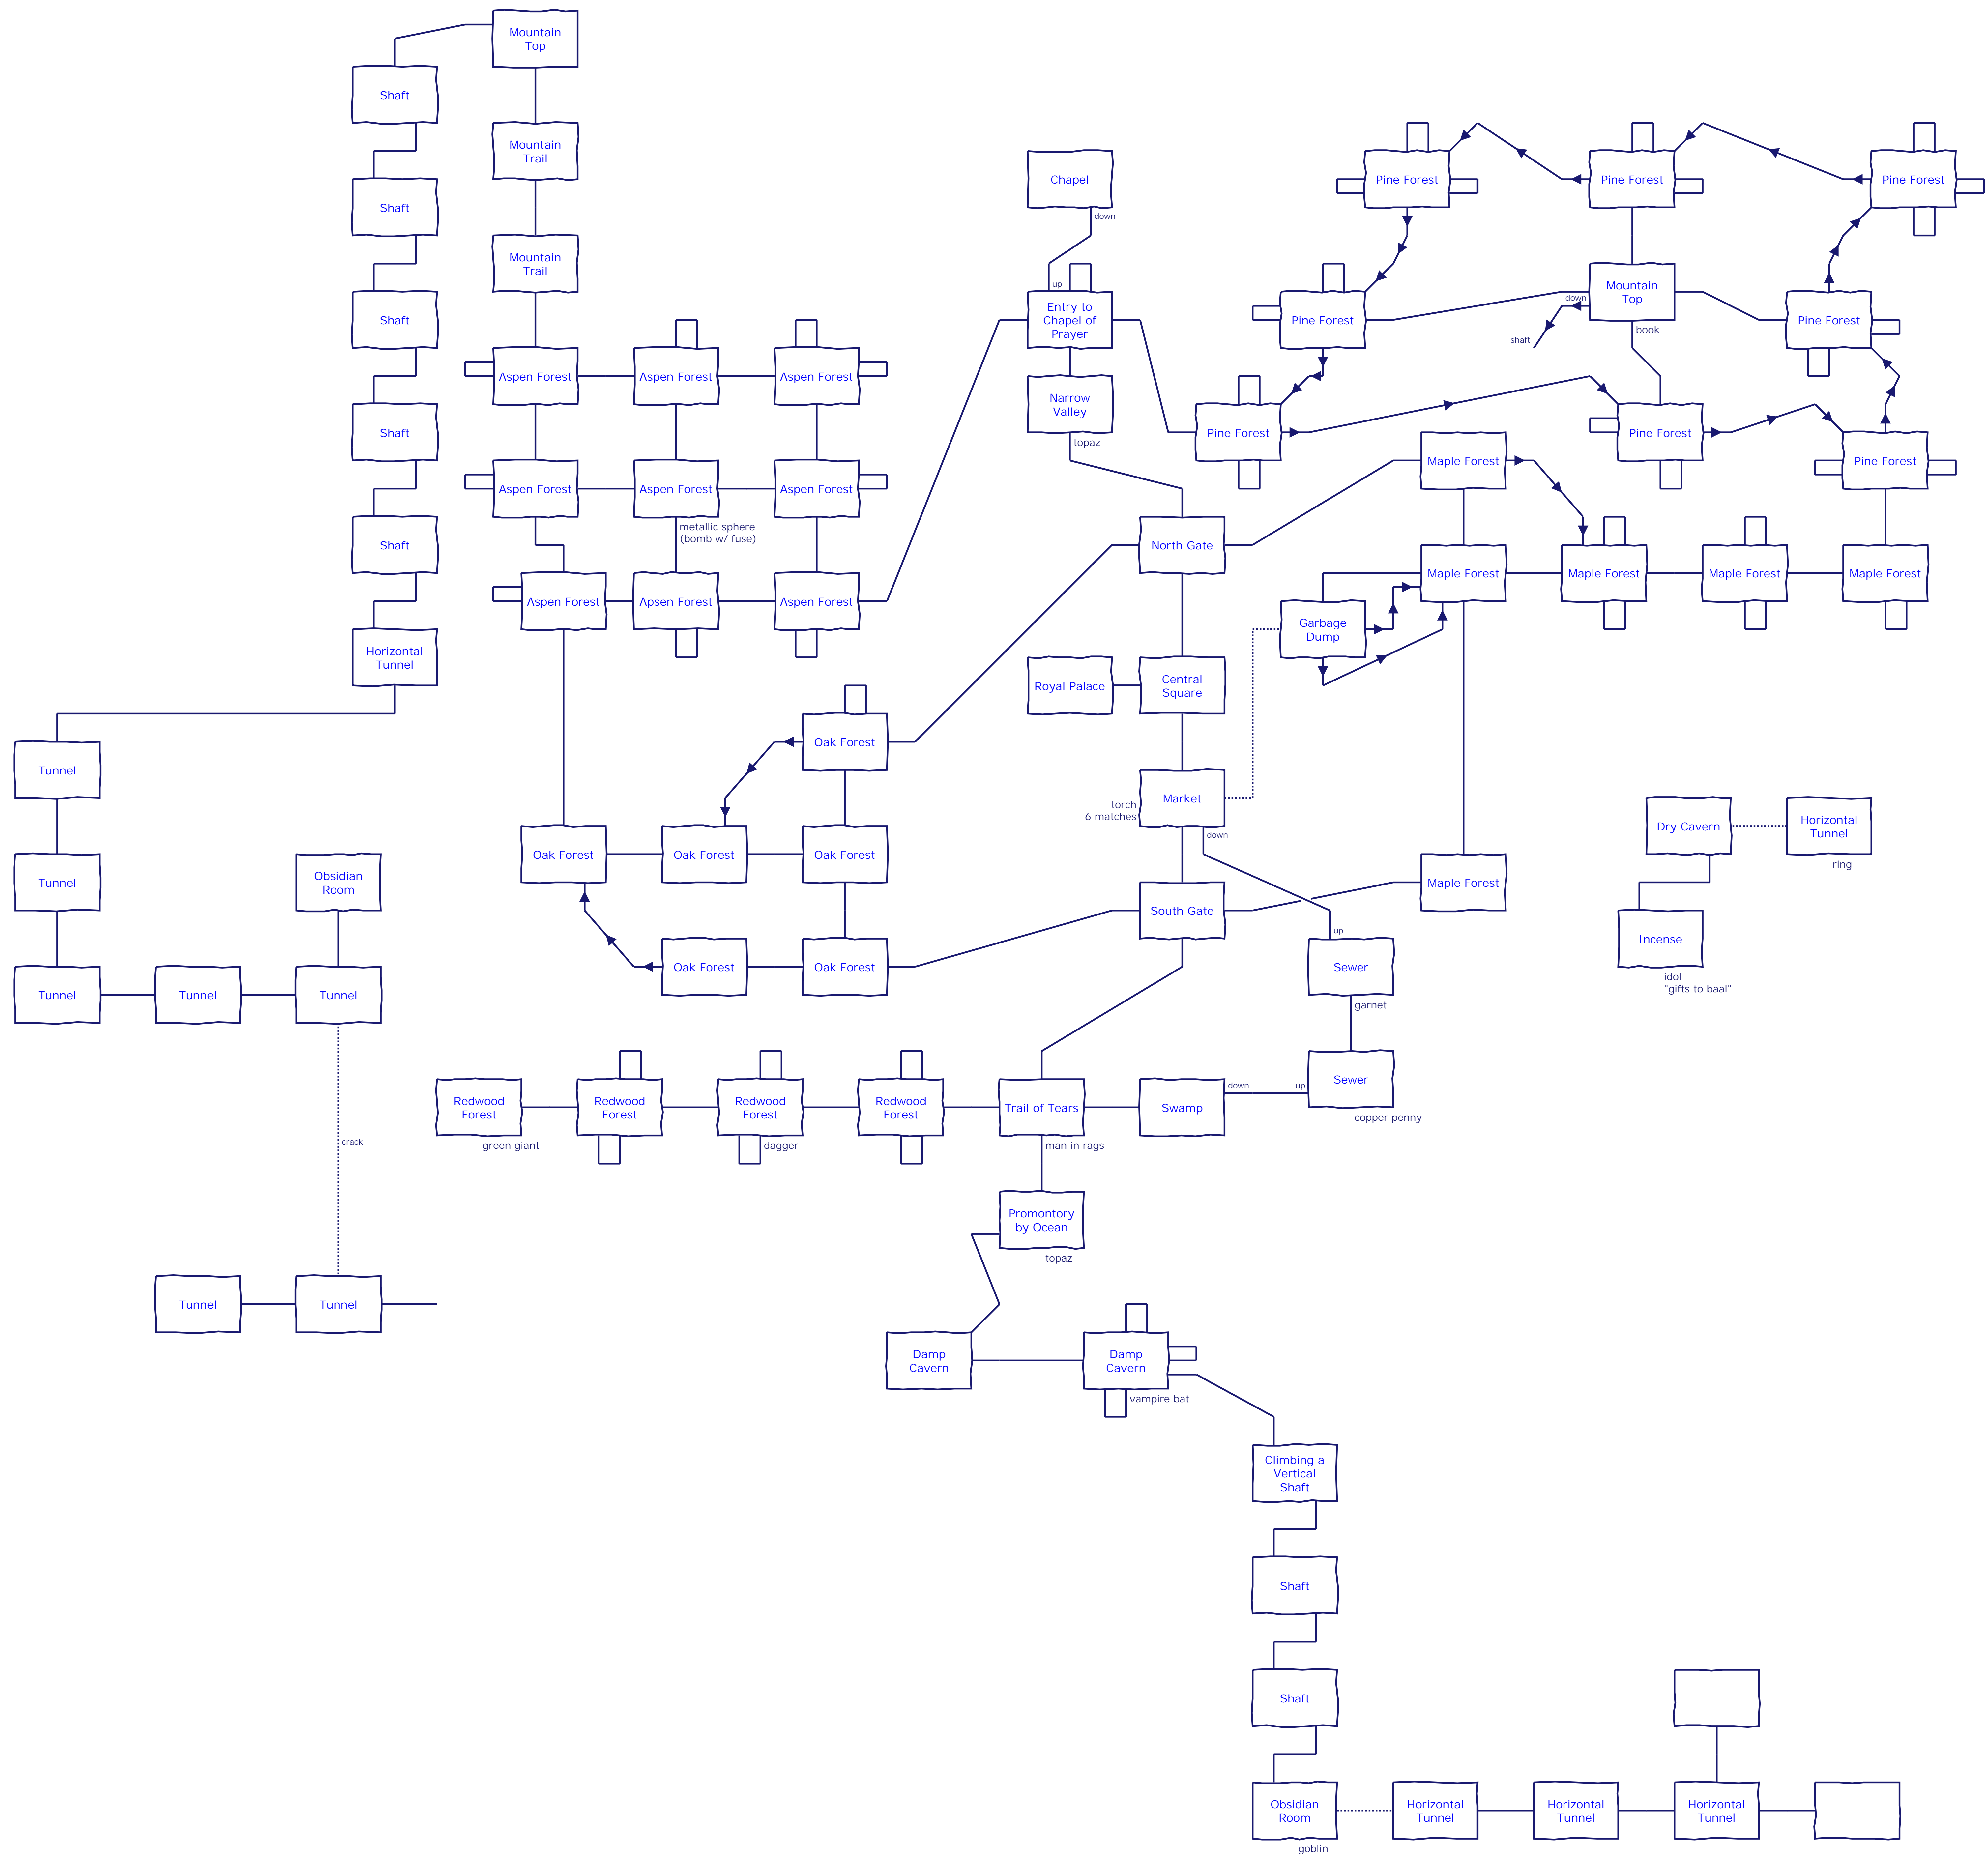 Mountain
Top
Shaft
Mountain
Trail
Chapel
down
Pine Forest
Pine Forest
Pine Forest
Shaft
Mountain
Trail
up
Entry to
Chapel of
Prayer
Pine Forest
down
Mountain
Top
book
shaft
Pine Forest
Shaft
Aspen Forest
Aspen Forest
Aspen Forest
Narrow
Valley
topaz
Shaft
Pine Forest
Pine Forest
Maple Forest
Pine Forest
Aspen Forest
Aspen Forest
Aspen Forest
metallic sphere
(bomb w/ fuse)
Shaft
North Gate
Maple Forest
Maple Forest
Maple Forest
Maple Forest
Aspen Forest
Apsen Forest
Aspen Forest
Garbage
Dump
Horizontal
Tunnel
Royal Palace
Central
Square
Oak Forest
Tunnel
Market
torch
6 matches
down
Dry Cavern
Horizontal
Tunnel
ring
Oak Forest
Oak Forest
Oak Forest
Tunnel
Obsidian
Room
South Gate
Maple Forest
up
Incense
idol
"gifts to baal"
Tunnel
Tunnel
Tunnel
Oak Forest
Oak Forest
Sewer
garnet
crack
Redwood
Forest
green giant
Redwood
Forest
Redwood
Forest
dagger
Redwood
Forest
Trail of Tears
man in rags
Swamp
down
up
Sewer
copper penny
Promontory
by Ocean
topaz
Tunnel
Tunnel
Damp
Cavern
Damp
Cavern
vampire bat
Climbing a
Vertical
Shaft
Shaft
Shaft
Obsidian
Room
goblin
Horizontal
Tunnel
Horizontal
Tunnel
Horizontal
Tunnel